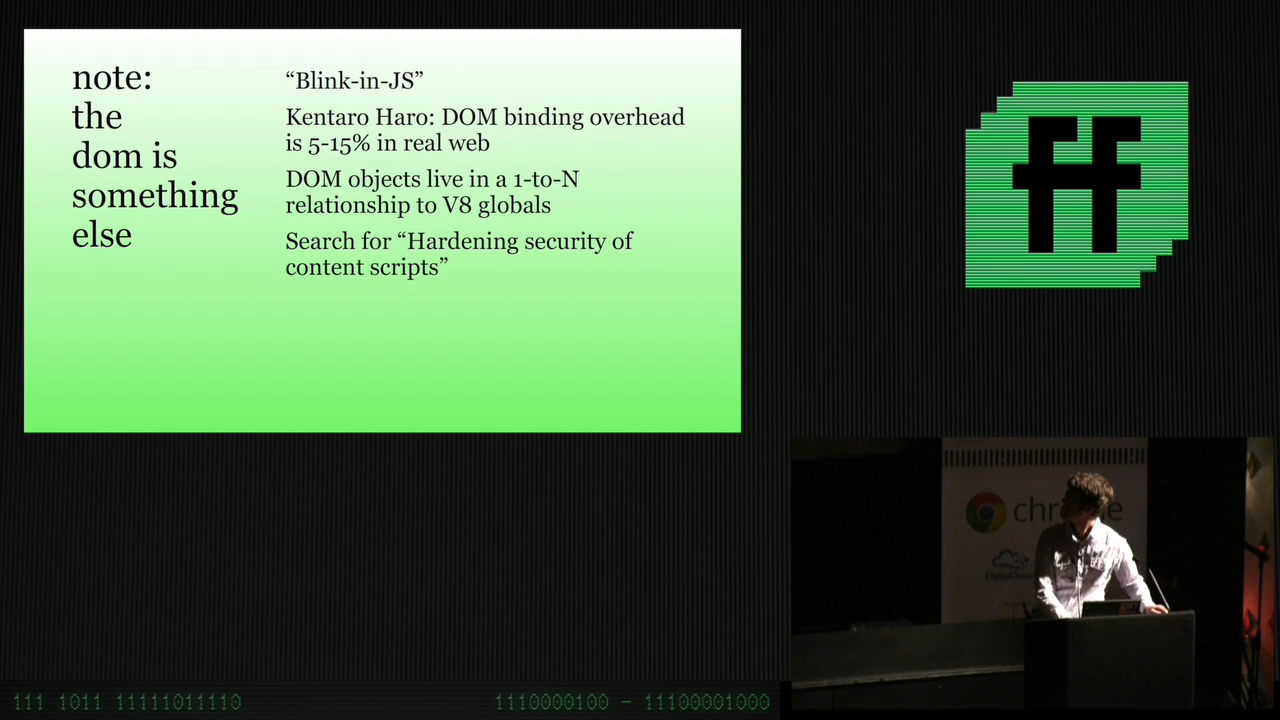 note:
the
dom is
something
else
“Blink-in-JS”
Kentaro Haro: DOM binding overhead
is 5-15% in real web
DOM objects live in a 1-to-N
relationship to V8 globals
Search for “Hardening security of
content scripts”
ff
111 1011 11111011110
1110000100 - 11100001000